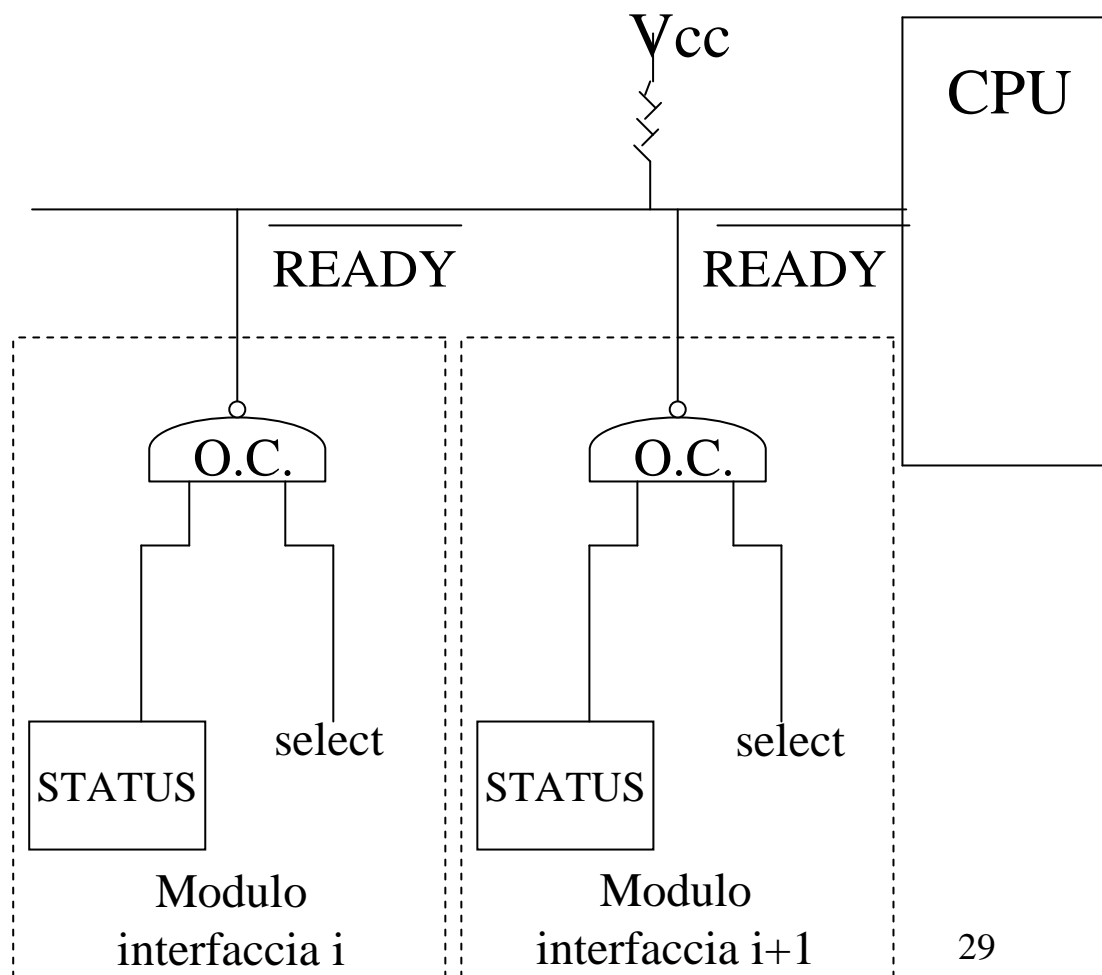 Vcc
CPU
READY
READY
O.C.
O.C.
select
select
STATUS
STATUS
Modulo
interfaccia i
Modulo
interfaccia i+1
29